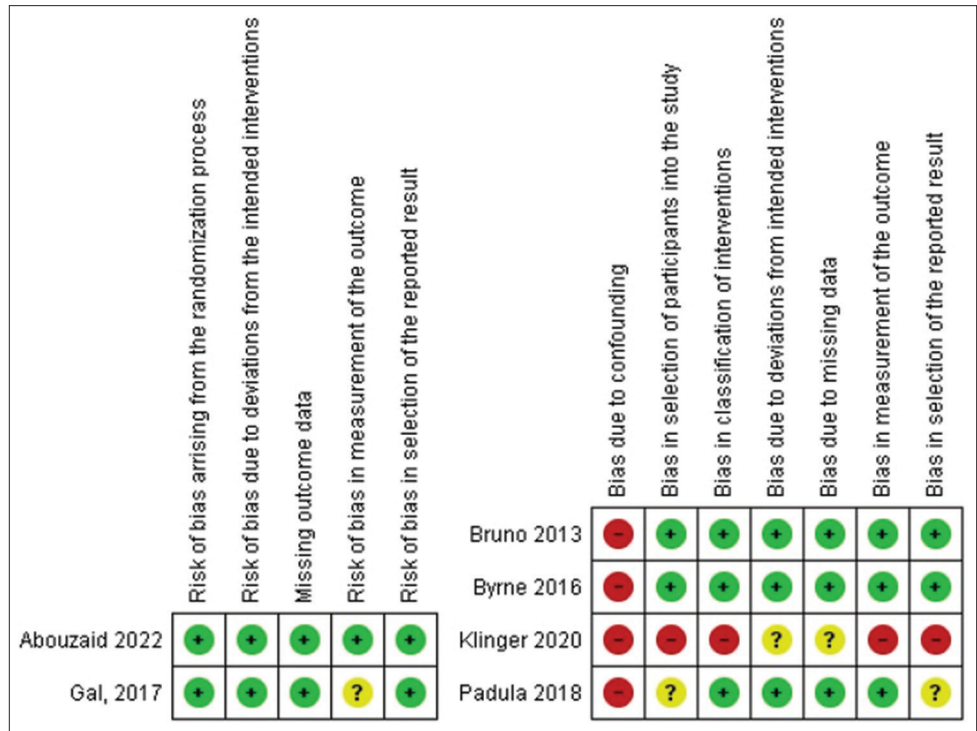 Risk of bias arrising from the randomization process
Risk of bias due to deviations from the intended interventions
Missing outcome data
Risk of bias in measurement of the outcome
Risk of bias in selection of the reported result
Abouzaid 2022 + + + + +
Gal, 2017 + + + ? +
Bias due to confounding
Bias in selection of participants into the study
Bias in classification of interventions
Bias due to deviations from intended interventions
Bias due to missing data
Bias in measurement of the outcome
Bias in selection of the reported result
Bruno 2013 - + + + + + +
Byrne 2016 - + + + + + +
Klinger 2020 - - - ? ? - -
Padula 2018 - ? + + + + ?